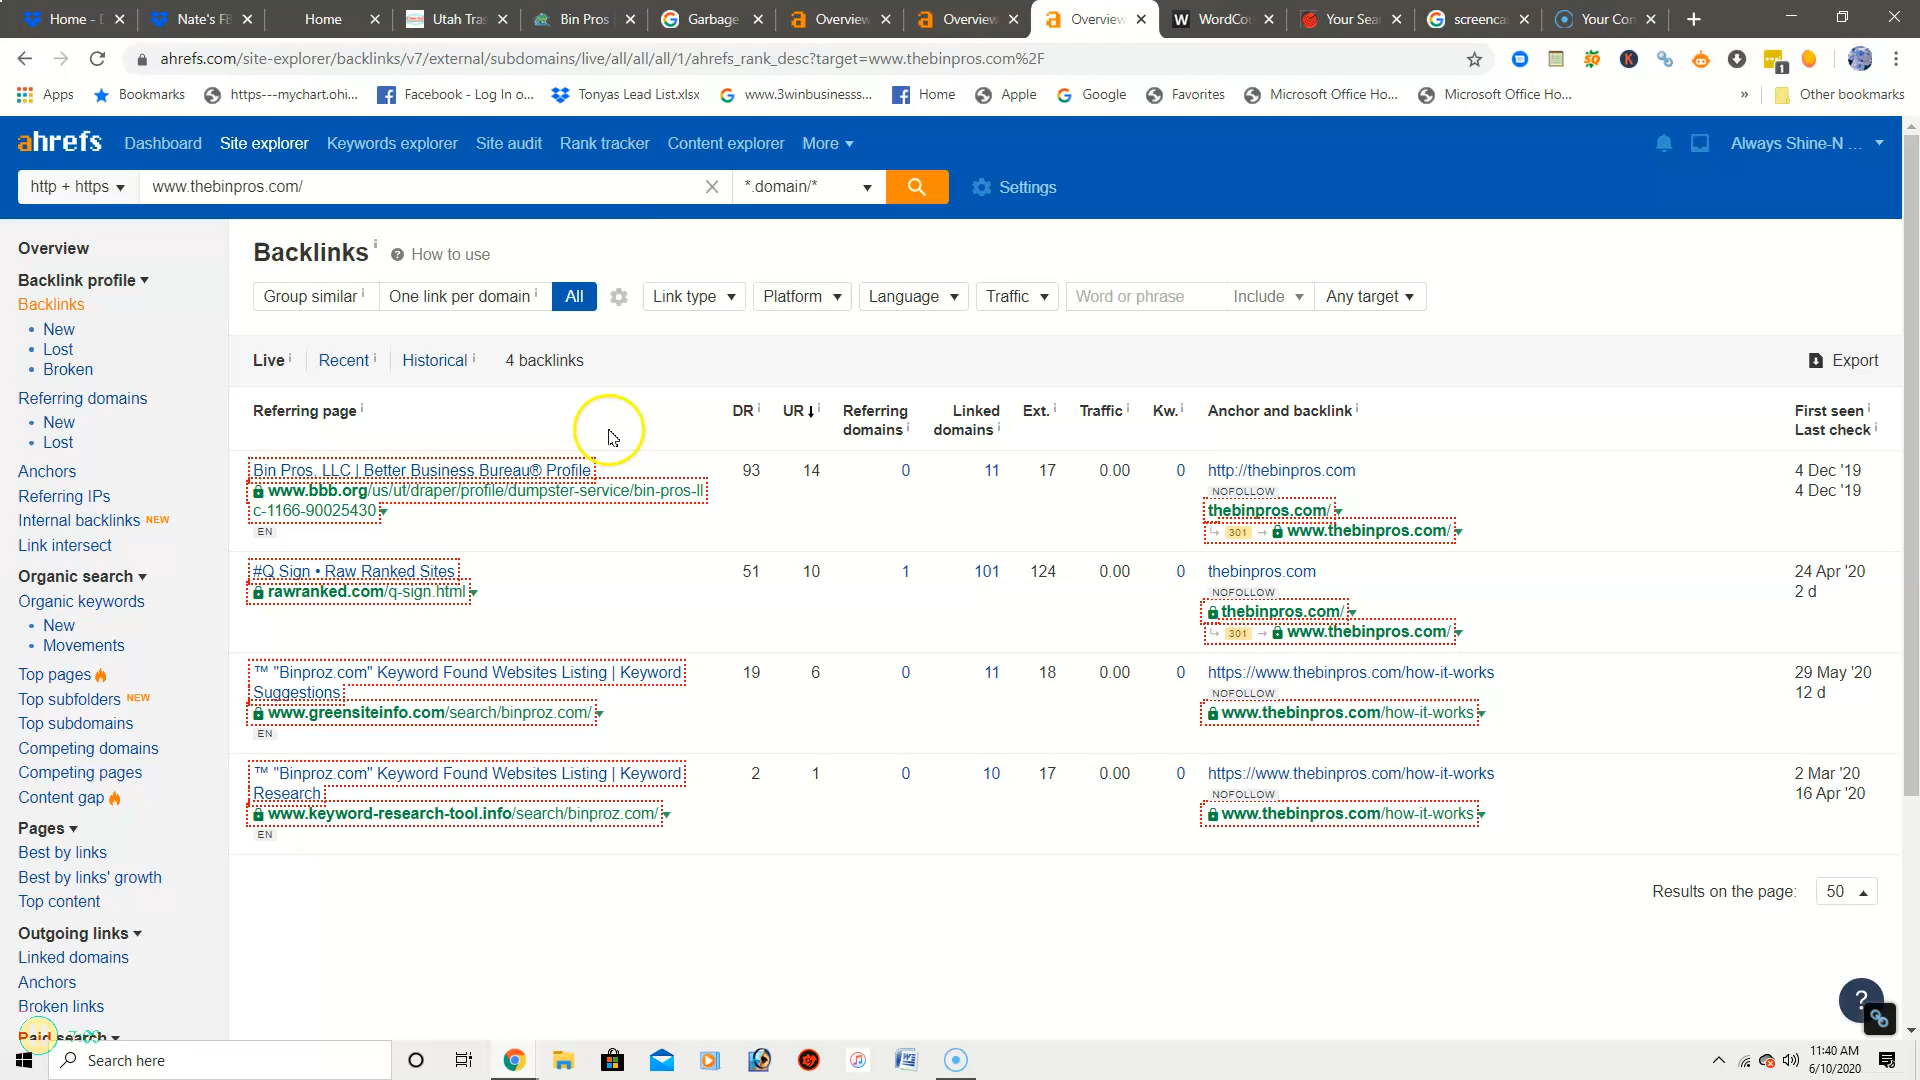 Home - D
Nate's FE
Home
Utah Tras
Bin Pros
Garbage
Overview
Overview
Overview
WordCou
Your Sea
screenca
Your Con
ahrefs.com/site-explorer/backlinks/v7/external/subdomains/live/all/all/all/1/ahrefs_rank_desc?target=www.thebinpros.com%2F
Apps
Bookmarks
https---mychart.ohi...
Facebook - Log In o...
Tonyas Lead List.xlsx
www.3winbusinesss...
Home
Apple
Google
Favorites
Microsoft Office Ho...
Microsoft Office Ho...
»
Other bookmarks
ahrefs
Dashboard
Site explorer
Keywords explorer
Site audit
Rank tracker
Content explorer
More
Always Shine-N ...
http + https
www.thebinpros.com/
*.domain/*
Settings
Overview
Backlink profile
Backlinks
New
Lost
Broken
Referring domains
New
Lost
Anchors
Referring IPs
Internal backlinks NEW
Link intersect
Organic search
Organic keywords
New
Movements
Top pages
Top subfolders NEW
Top subdomains
Competing domains
Competing pages
Content gap
Pages
Best by links
Best by links' growth
Top content
Outgoing links
Linked domains
Anchors
Broken links
Paid search
Backlinks
How to use
Group similar
One link per domain
All
Link type
Platform
Language
Traffic
Word or phrase
Include
Any target
Live
Recent
Historical
4 backlinks
Export
Referring page
DR
UR
Referring domains
Linked domains
Ext.
Traffic
Kw.
Anchor and backlink
First seen
Last check
Bin Pros, LLC | Better Business Bureau® Profile
www.bbb.org/us/ut/draper/profile/dumpster-service/bin-pros-ll
c-1166-90025430
EN
93
14
0
11
17
0.00
0
http://thebinpros.com
NOFOLLOW
thebinpros.com/
301 → www.thebinpros.com/
4 Dec '19
4 Dec '19
#Q Sign • Raw Ranked Sites
rawranked.com/q-sign.html
51
10
1
101
124
0.00
0
thebinpros.com
NOFOLLOW
thebinpros.com/
301 → www.thebinpros.com/
24 Apr '20
2 d
™ "Binproz.com" Keyword Found Websites Listing | Keyword
Suggestions
www.greensiteinfo.com/search/binproz.com/
EN
19
6
0
11
18
0.00
0
https://www.thebinpros.com/how-it-works
NOFOLLOW
www.thebinpros.com/how-it-works
29 May '20
12 d
™ "Binproz.com" Keyword Found Websites Listing | Keyword
Research
www.keyword-research-tool.info/search/binproz.com/
EN
2
1
0
10
17
0.00
0
https://www.thebinpros.com/how-it-works
NOFOLLOW
www.thebinpros.com/how-it-works
2 Mar '20
16 Apr '20
Results on the page:
50
?
Search here
11:40 AM
6/10/2020